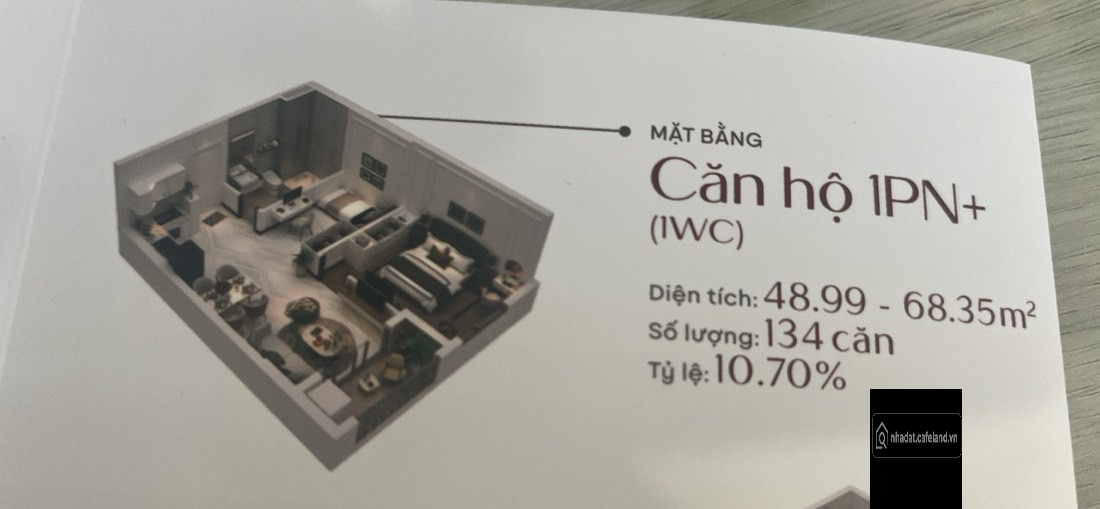 MẶT BẰNG
Căn hộ 1PN+
(1WC)
Diện tích: 48.99 - 68.35m²
Số lượng: 134 căn
Tỷ lệ: 10.70%
nhadat.cafeland.vn